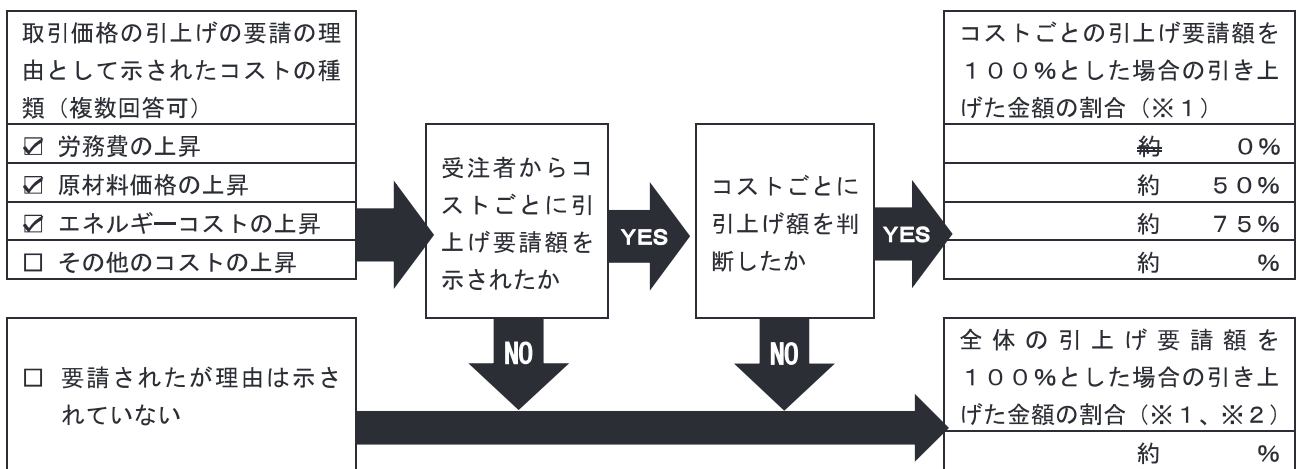 取引価格の引上げの要請の理
由として示されたコストの種
類（複数回答可）
☑ 労務費の上昇
☑ 原材料価格の上昇
☑ エネルギーコストの上昇
☐ その他のコストの上昇
受注者からコ
ストごとに引
上げ要請額を
示されたか
YES
コストごとに
引上げ額を判
断したか
YES
コストごとの引上げ要請額を
１００％とした場合の引き上
げた金額の割合（※１）
約　０％
約　５０％
約　７５％
約　％
NO
NO
☐ 要請されたが理由は示さ
れていない
全体の引上げ要請額を
１００％とした場合の引き上
げた金額の割合（※１、※２）
約　％